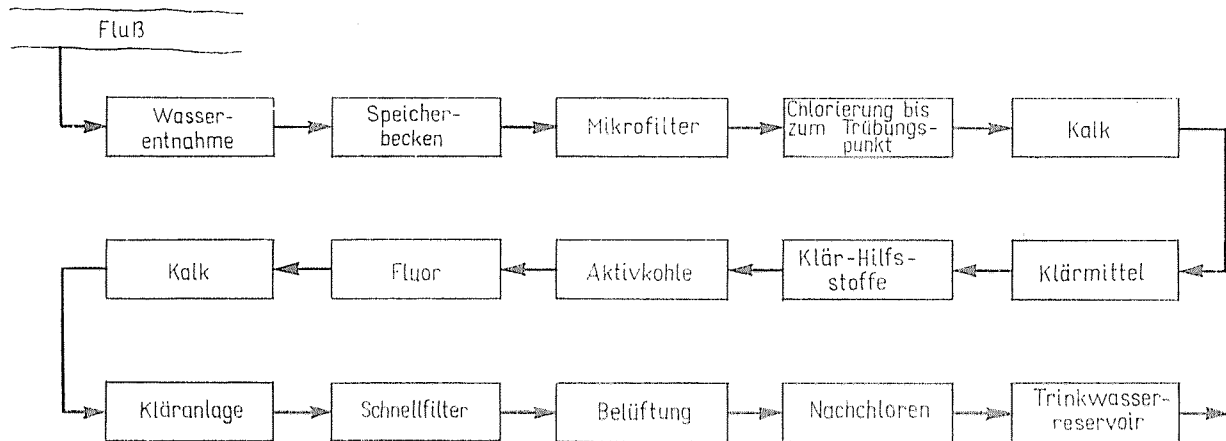 Fluß
Wasser-
entnahme
Speicher-
becken
Mikrofilter
Chlorierung bis
zum Trübungs-
punkt
Kalk
Klärmittel
Klär-Hilfs-
stoffe
Aktivkohle
Fluor
Kalk
Kläranlage
Schnellfilter
Belüftung
Nachchloren
Trinkwasser-
reservoir